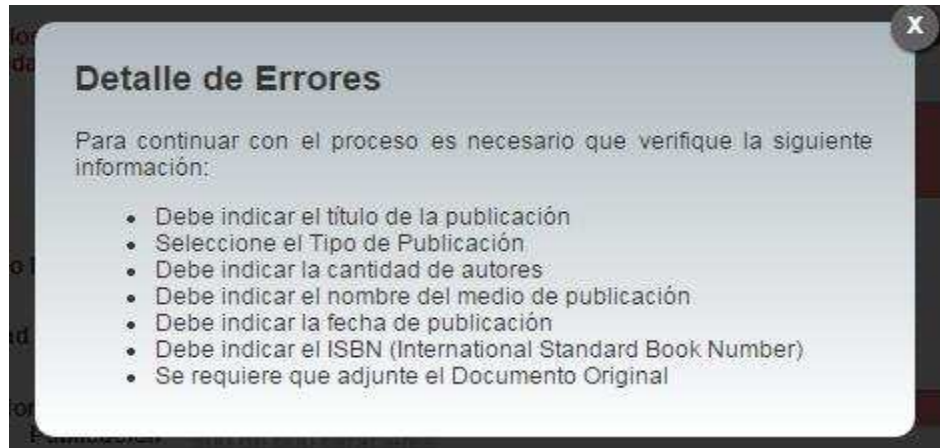 X
Detalle de Errores
Para continuar con el proceso es necesario que verifique la siguiente
información:
• Debe indicar el título de la publicación
• Seleccione el Tipo de Publicación
• Debe indicar la cantidad de autores
• Debe indicar el nombre del medio de publicación
• Debe indicar la fecha de publicación
• Debe indicar el ISBN (International Standard Book Number)
• Se requiere que adjunte el Documento Original